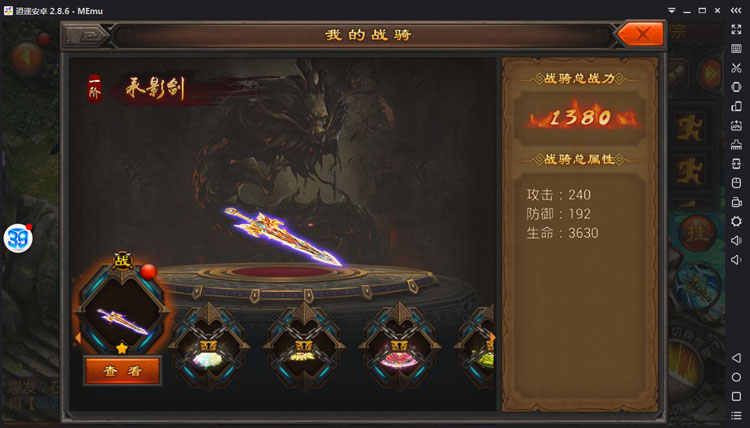 逍遥安卓 2.8.6 - MEmu
我的战骑
一阶
承影剑
战骑总战力
1380
战骑总属性
攻击：240
防御：192
生命：3630
39
战
查看
挂